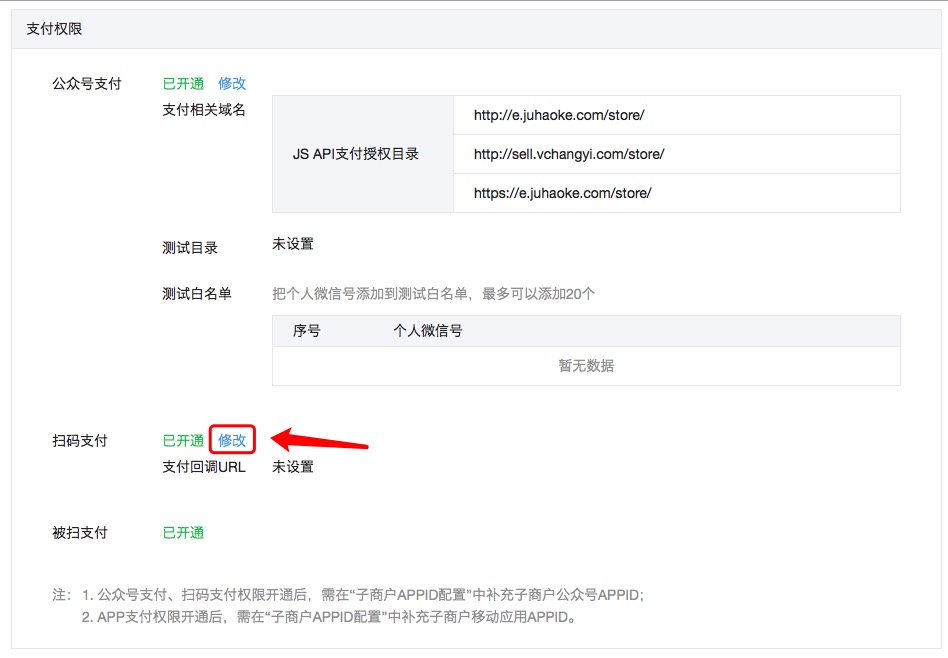 支付权限
公众号支付 已开通 修改
支付相关域名
JS API支付授权目录
http://e.juhaoke.com/store/
http://sell.vchangyi.com/store/
https://e.juhaoke.com/store/
测试目录 未设置
测试白名单 把个人微信号添加到测试白名单，最多可以添加20个
序号 个人微信号
暂无数据
扫码支付 已开通 修改
支付回调URL 未设置
被扫支付 已开通
注： 1. 公众号支付、扫码支付权限开通后，需在“子商户APPID配置”中补充子商户公众号APPID；
2. APP支付权限开通后，需在“子商户APPID配置”中补充子商户移动应用APPID。